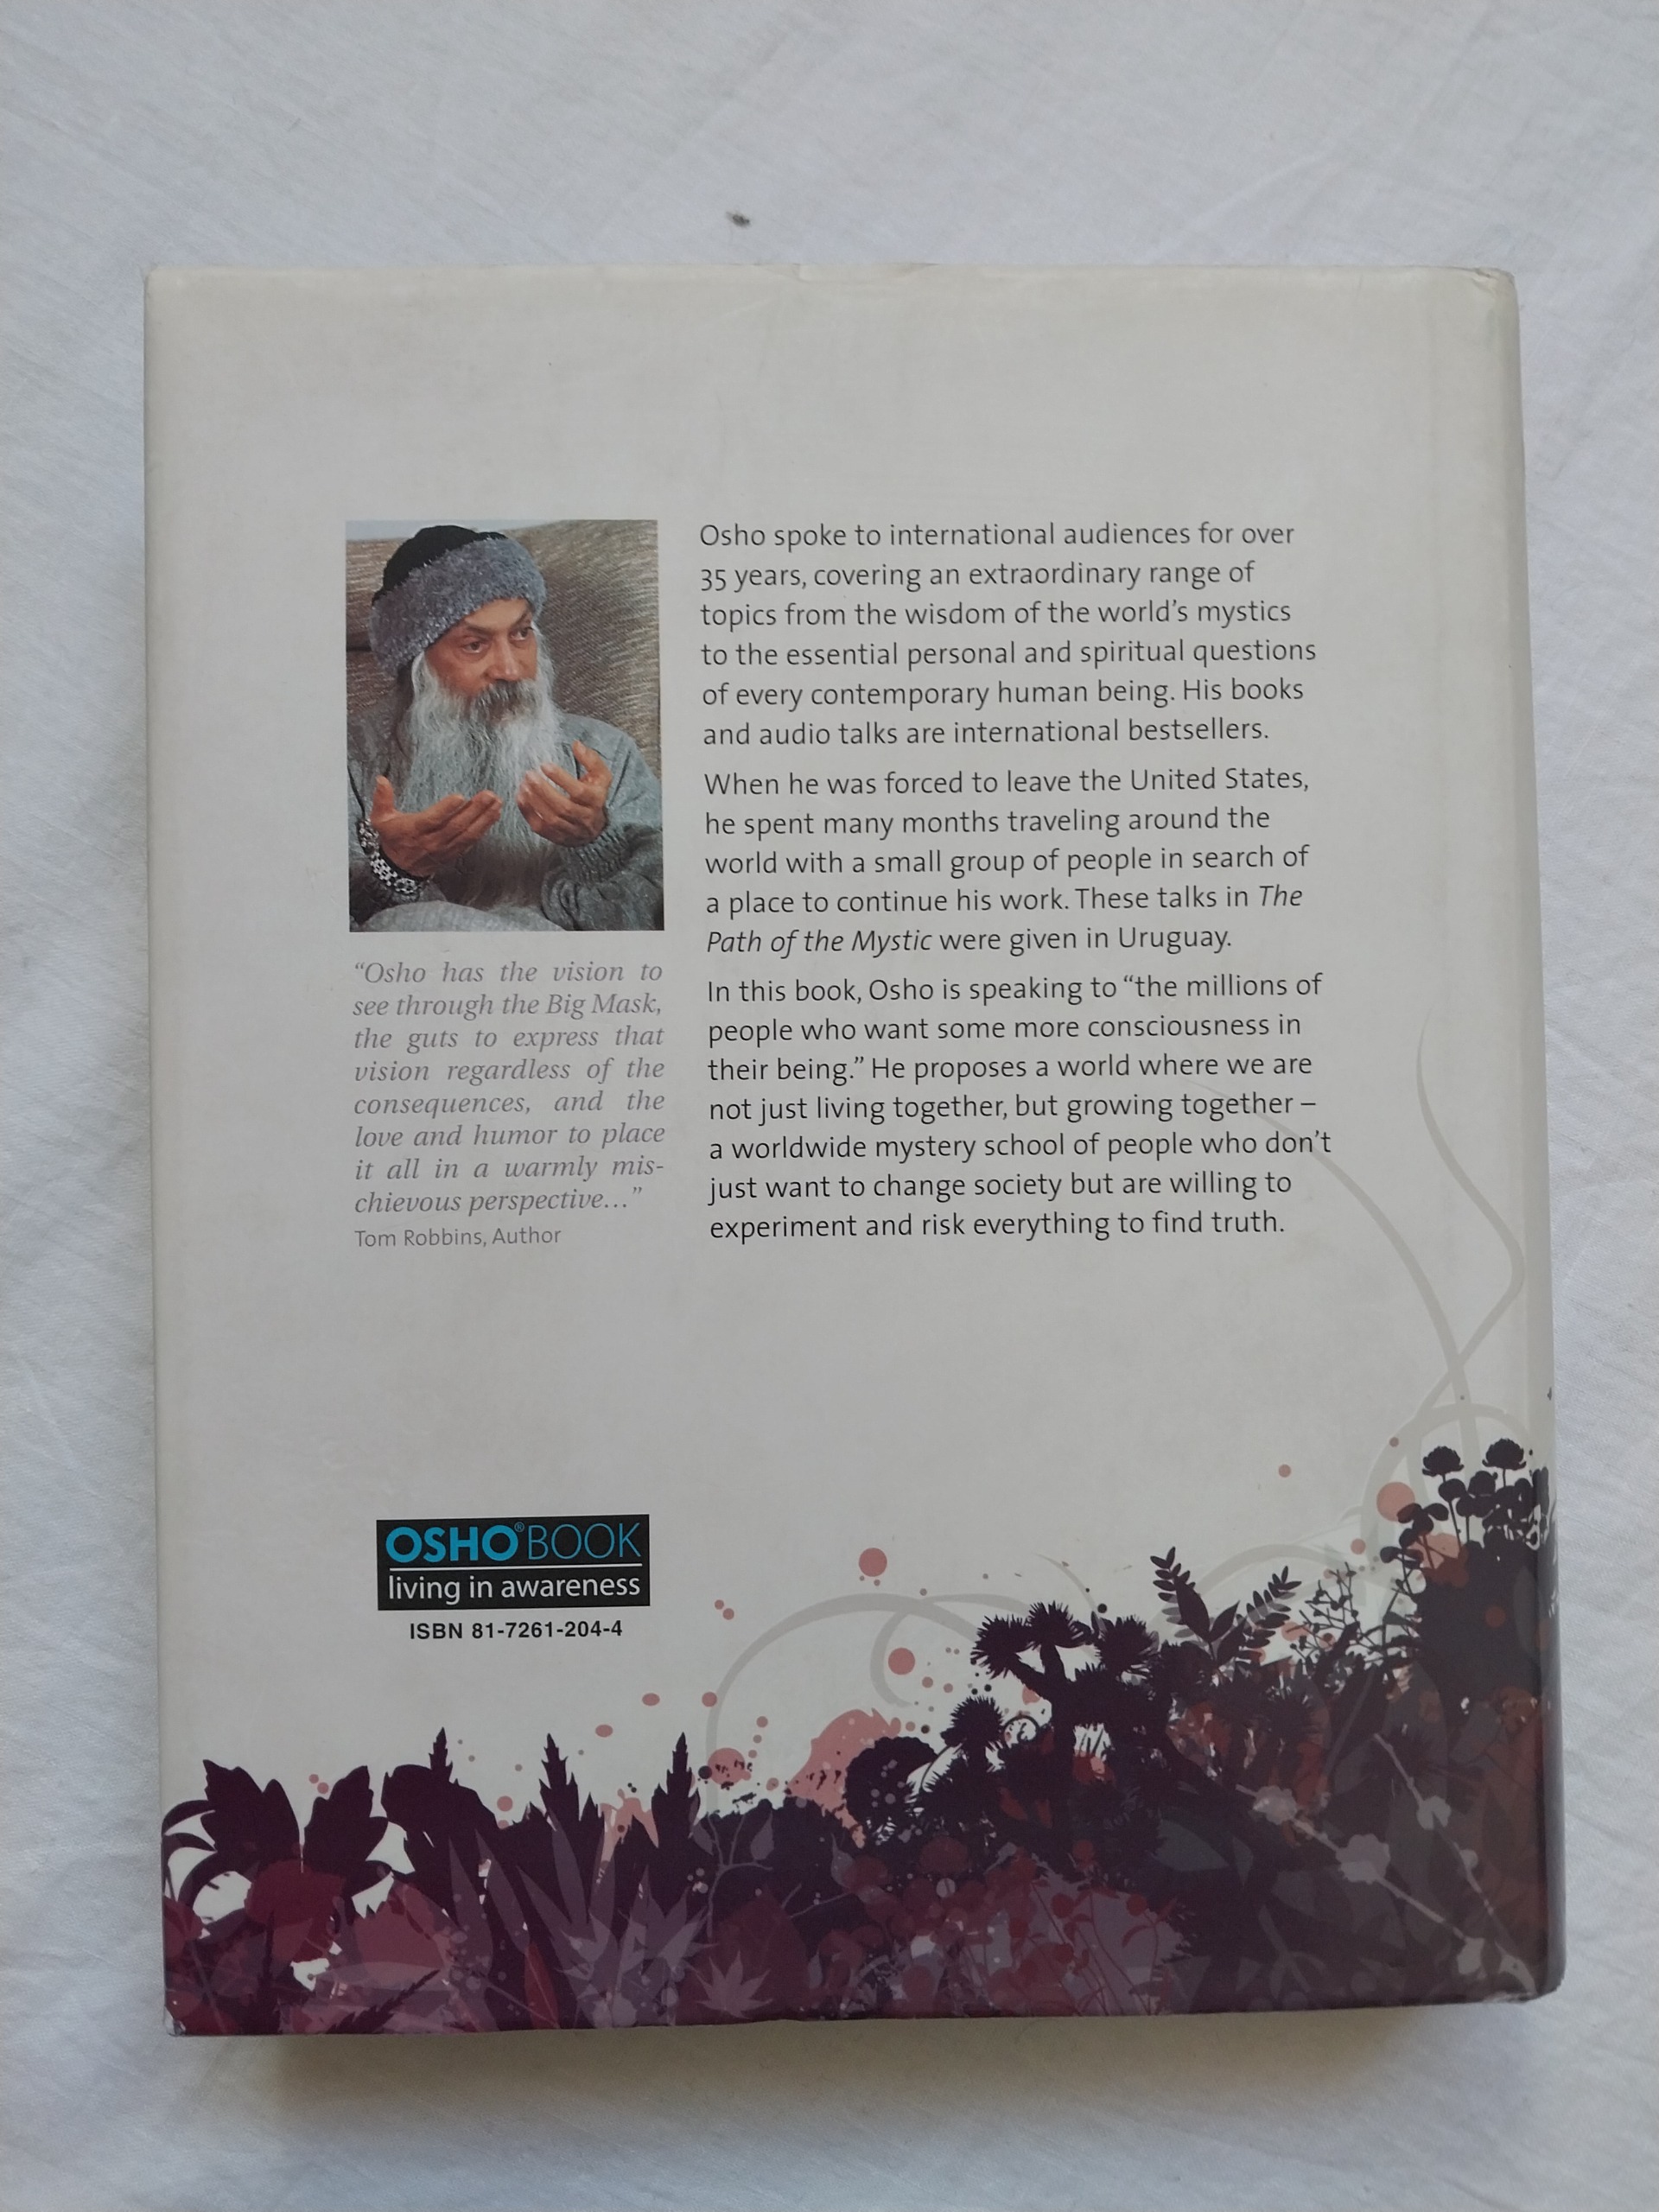 Osho spoke to international audiences for over
35 years, covering an extraordinary range of
topics from the wisdom of the world’s mystics
to the essential personal and spiritual questions
of every contemporary human being. His books
and audio talks are international bestsellers.
When he was forced to leave the United States,
he spent many months traveling around the
world with a small group of people in search of
a place to continue his work. These talks in The
Path of the Mystic were given in Uruguay.
In this book, Osho is speaking to “the millions of
people who want some more consciousness in
their being.” He proposes a world where we are
not just living together, but growing together –
a worldwide mystery school of people who don’t
just want to change society but are willing to
experiment and risk everything to find truth.
“Osho has the vision to
see through the Big Mask,
the guts to express that
vision regardless of the
consequences, and the
love and humor to place
it all in a warmly mis-
chievous perspective…”
Tom Robbins, Author
OSHO® BOOK
living in awareness
ISBN 81-7261-204-4